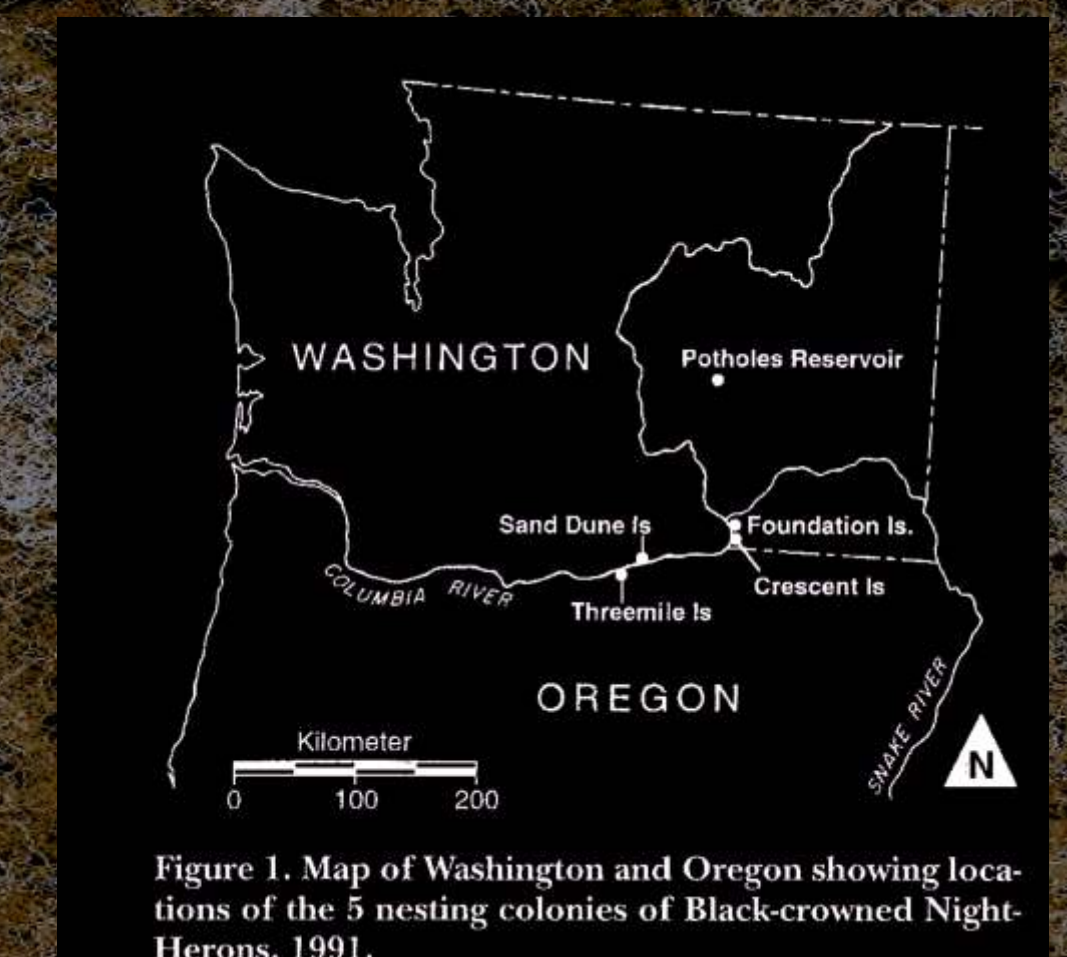 WASHINGTON
Potholes Reservoir
Sand Dune Is
Foundation Is.
Crescent Is
COLUMBIA RIVER
Threemile Is
OREGON
SNAKE RIVER
Kilometer
0 100 200
N
Figure 1. Map of Washington and Oregon showing loca-
tions of the 5 nesting colonies of Black-crowned Night-
Herons, 1991.